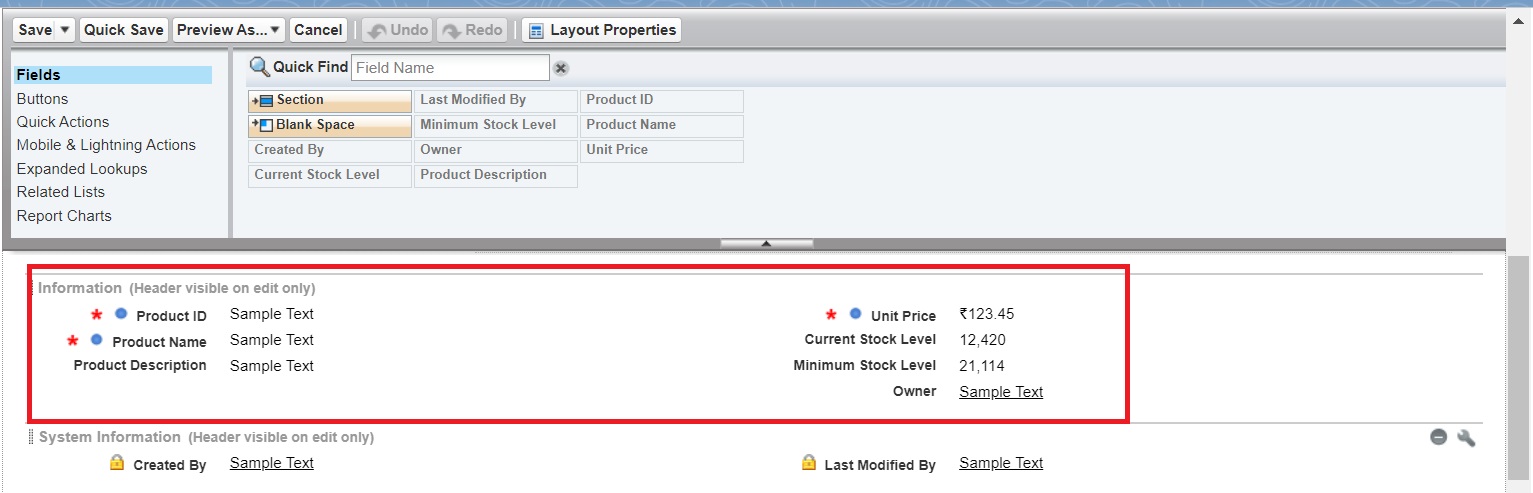 Save Quick Save Preview As... Cancel Undo Redo Layout Properties
Fields
Buttons
Quick Actions
Mobile & Lightning Actions
Expanded Lookups
Related Lists
Report Charts
Quick Find Field Name
Section Last Modified By Product ID
Blank Space Minimum Stock Level Product Name
Created By Owner Unit Price
Current Stock Level Product Description
Information (Header visible on edit only)
* Product ID Sample Text * Unit Price ₹123.45
* Product Name Sample Text Current Stock Level 12,420
Product Description Sample Text Minimum Stock Level 21,114
Owner Sample Text
System Information (Header visible on edit only)
Created By Sample Text Last Modified By Sample Text